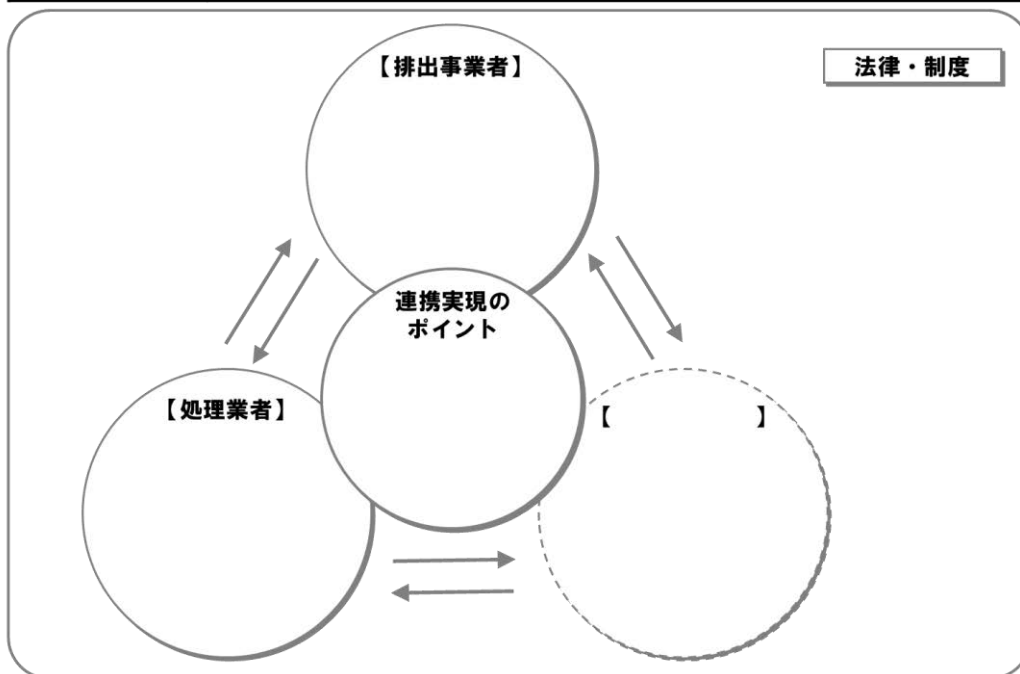 【排出事業者】
法律・制度
連携実現の
ポイント
【処理業者】
【 】